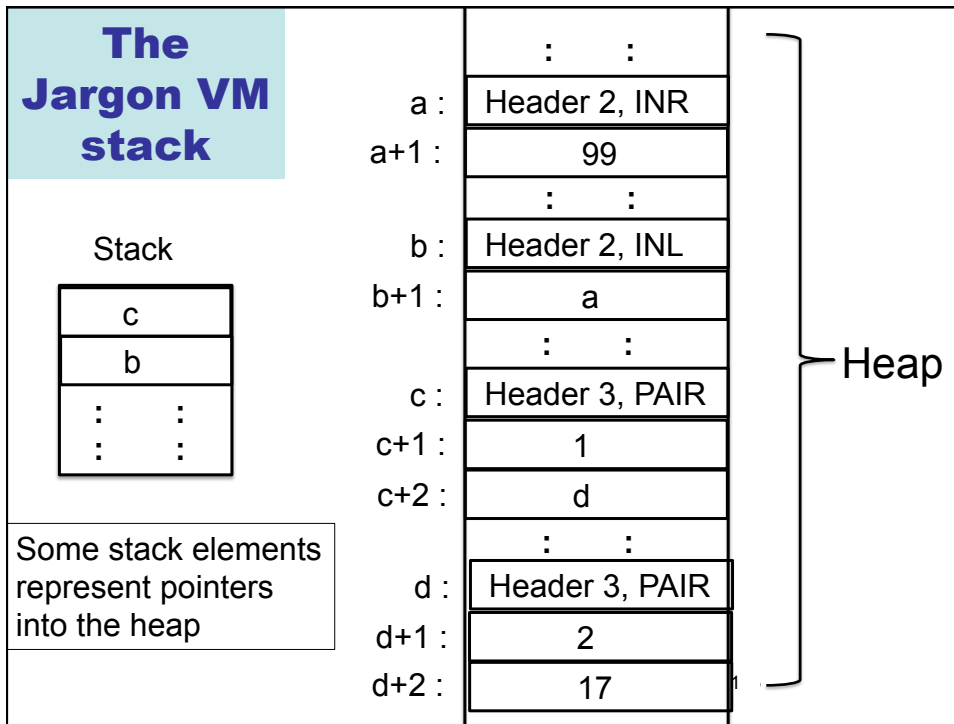 The
Jargon VM
stack
Stack
c
b
: :
: :
Some stack elements
represent pointers
into the heap
: :
a : Header 2, INR
a+1 : 99
: :
b : Header 2, INL
b+1 : a
: :
c : Header 3, PAIR
c+1 : 1
c+2 : d
: :
d : Header 3, PAIR
d+1 : 2
d+2 : 17
1
Heap